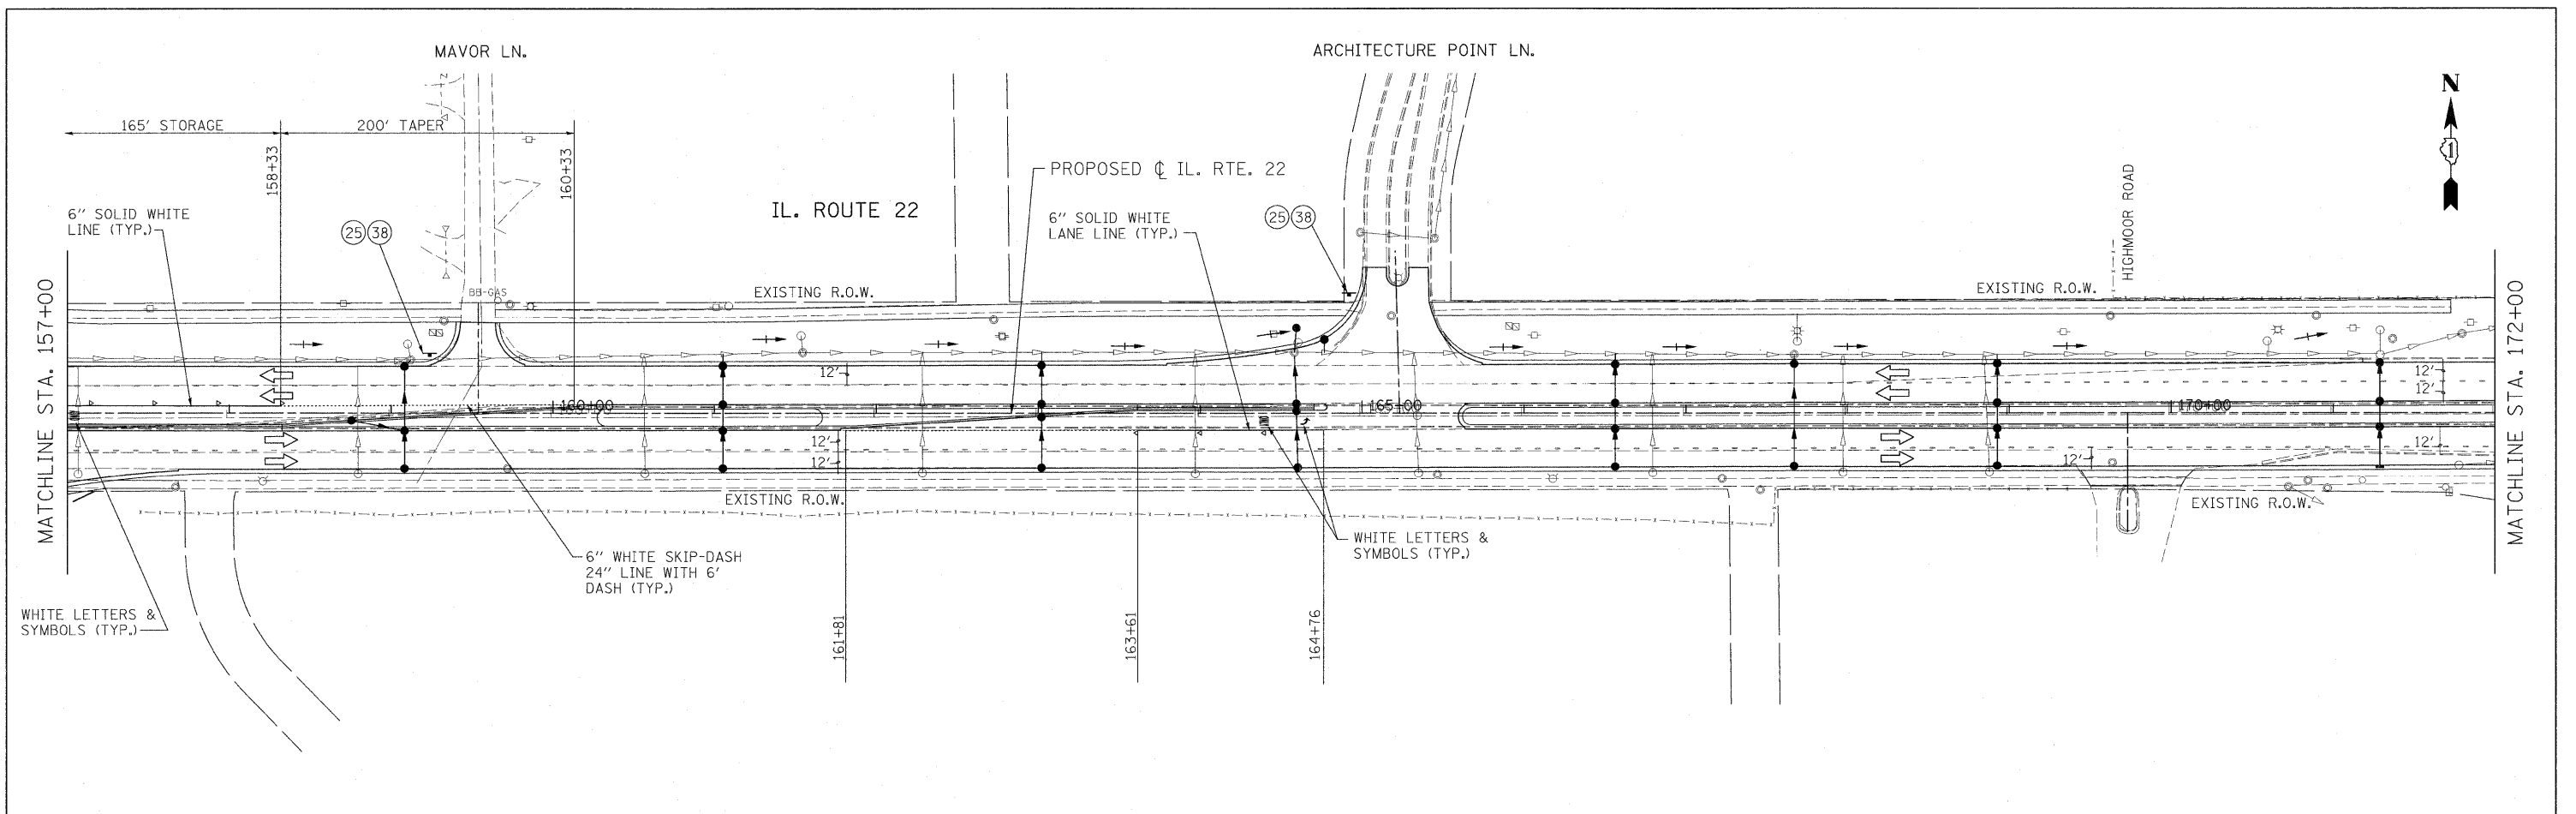 MAVOR LN.
ARCHITECTURE POINT LN.
N
1
165' STORAGE
200' TAPER
158+33
160+33
PROPOSED ℄ IL. RTE. 22
HIGHMOOR ROAD
6" SOLID WHITE
LINE (TYP.)
25 38
IL. ROUTE 22
6" SOLID WHITE
LANE LINE (TYP.)
25 38
MATCHLINE STA. 157+00
BB-GAS
EXISTING R.O.W.
EXISTING R.O.W.
MATCHLINE STA. 172+00
12'
12'
12'
160+00
165+00
170+00
12'
12'
12'
12'
EXISTING R.O.W.
EXISTING R.O.W.
6" WHITE SKIP-DASH
24" LINE WITH 6'
DASH (TYP.)
WHITE LETTERS &
SYMBOLS (TYP.)
WHITE LETTERS &
SYMBOLS (TYP.)
161+81
163+61
164+76